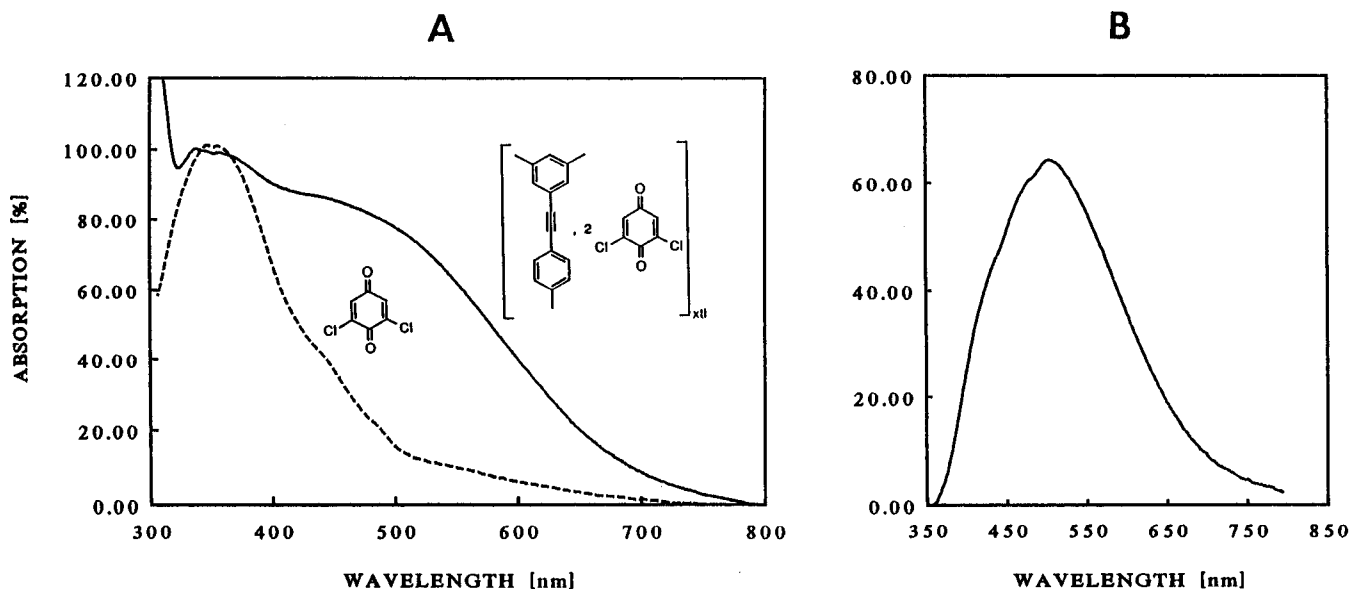 A
ABSORPTION [%]
120.00
100.00
80.00
60.00
40.00
20.00
0.00
300 400 500 600 700 800
WAVELENGTH [nm]
O
Cl Cl
O
O
, 2
Cl Cl
O
xtl
B
80.00
60.00
40.00
20.00
0.00
350 450 550 650 750 850
WAVELENGTH [nm]